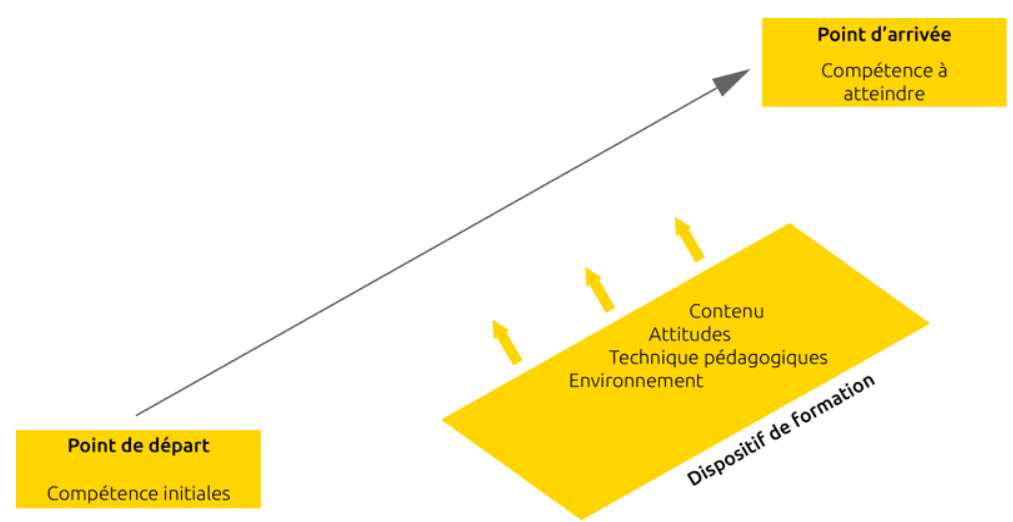 Point d'arrivée
Compétence à
atteindre
Contenu
Attitudes
Technique pédagogiques
Environnement
Dispositif de formation
Point de départ
Compétence initiales